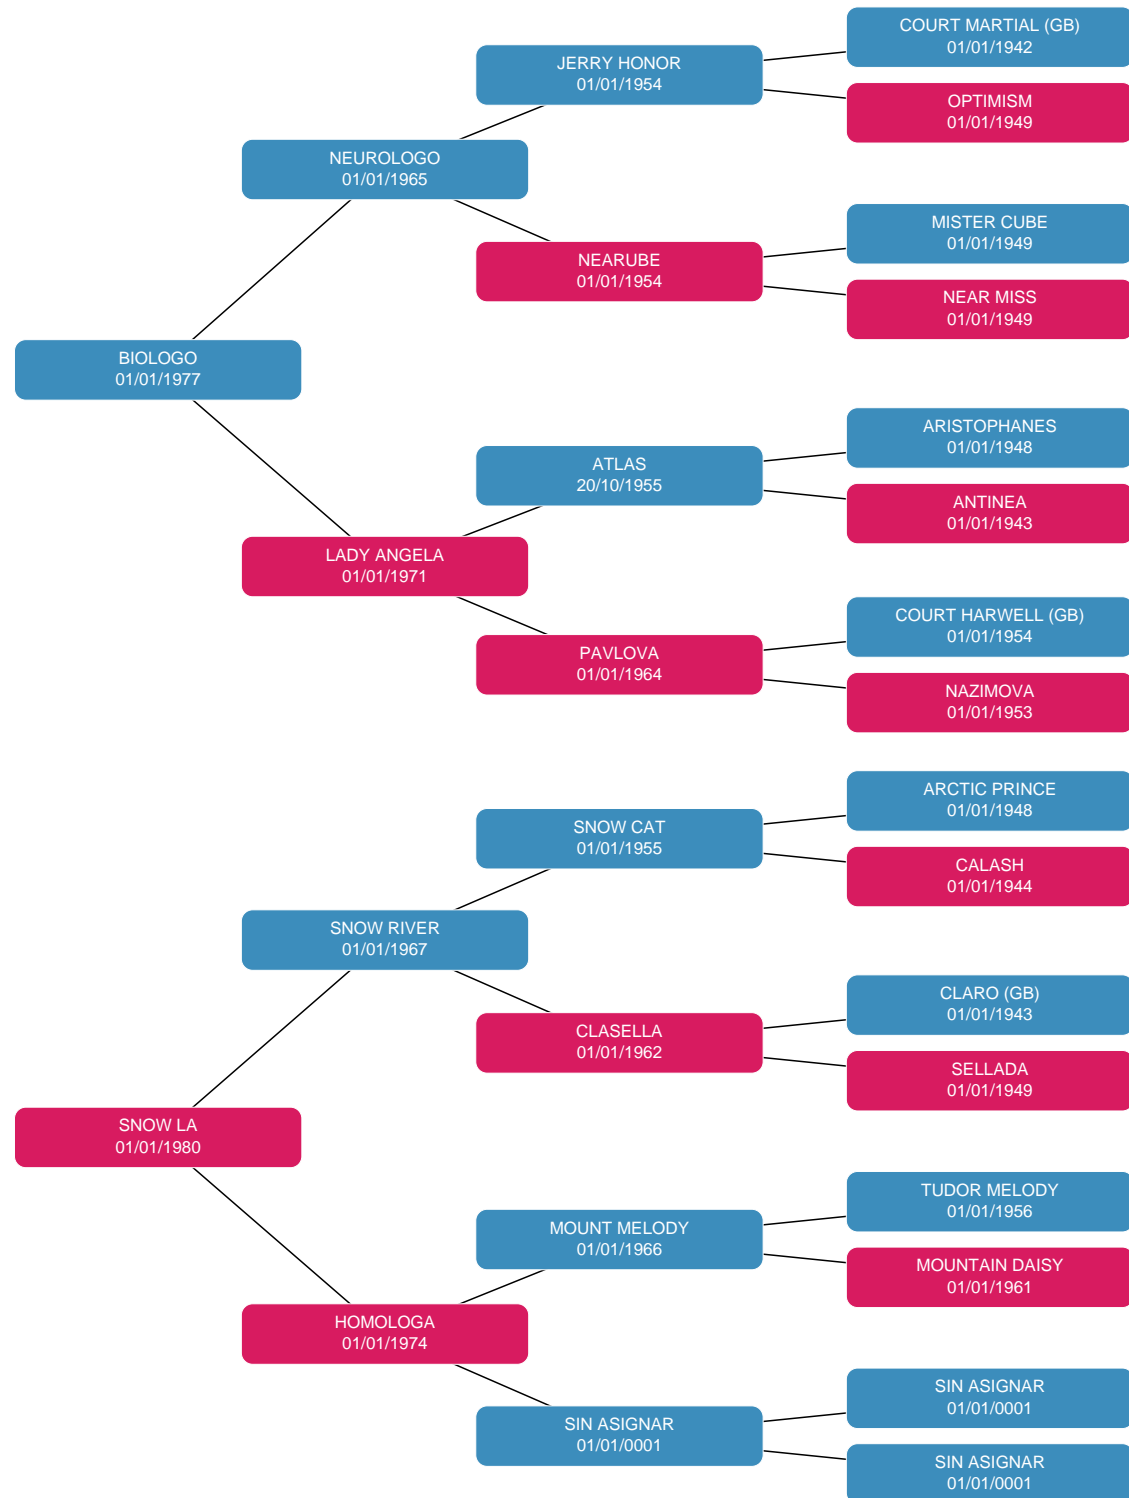 COURT MARTIAL (GB)
01/01/1942
JERRY HONOR
01/01/1954
OPTIMISM
01/01/1949
NEUROLOGO
01/01/1965
MISTER CUBE
01/01/1949
NEARUBE
01/01/1954
NEAR MISS
01/01/1949
BIOLOGO
01/01/1977
ARISTOPHANES
01/01/1948
ATLAS
20/10/1955
ANTINEA
01/01/1943
LADY ANGELA
01/01/1971
COURT HARWELL (GB)
01/01/1954
PAVLOVA
01/01/1964
NAZIMOVA
01/01/1953
ARCTIC PRINCE
01/01/1948
SNOW CAT
01/01/1955
CALASH
01/01/1944
SNOW RIVER
01/01/1967
CLARO (GB)
01/01/1943
CLASELLA
01/01/1962
SELLADA
01/01/1949
SNOW LA
01/01/1980
TUDOR MELODY
01/01/1956
MOUNT MELODY
01/01/1966
MOUNTAIN DAISY
01/01/1961
HOMOLOGA
01/01/1974
SIN ASIGNAR
01/01/0001
SIN ASIGNAR
01/01/0001
SIN ASIGNAR
01/01/0001